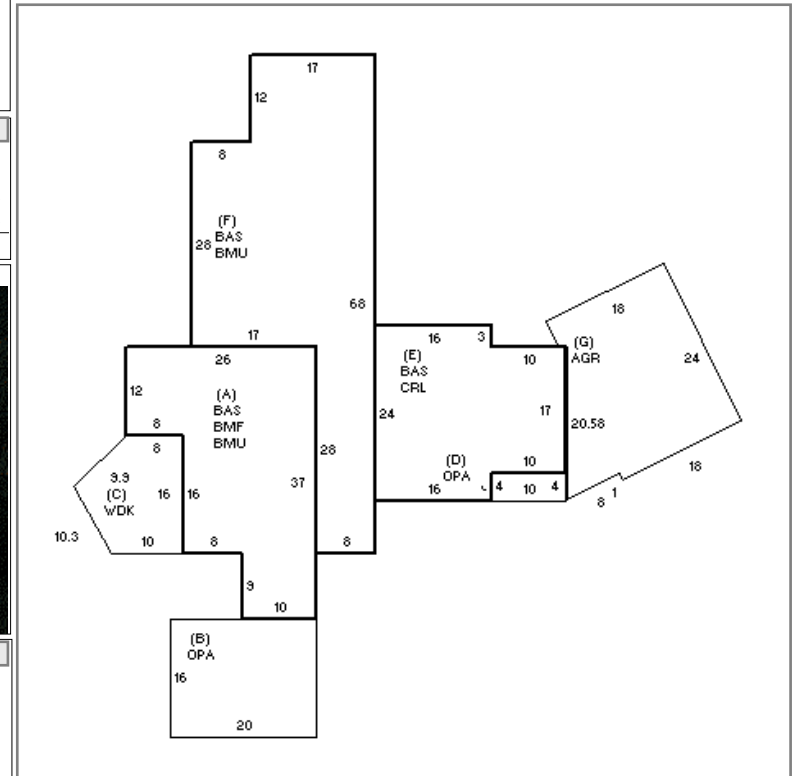 17
12
8
(F)
BAS
28 BMU
68
17
26
16
3
18
(G)
AGR
24
(E)
BAS
CRL
10
12
(A)
BAS
BMF
BMU
8
8
24
17
20.58
9.9
(C)
WDK
16
16
37
28
(D)
OPA
10
16
4
10
4
18
1
8
10.3
10
8
8
9
10
(B)
OPA
16
20